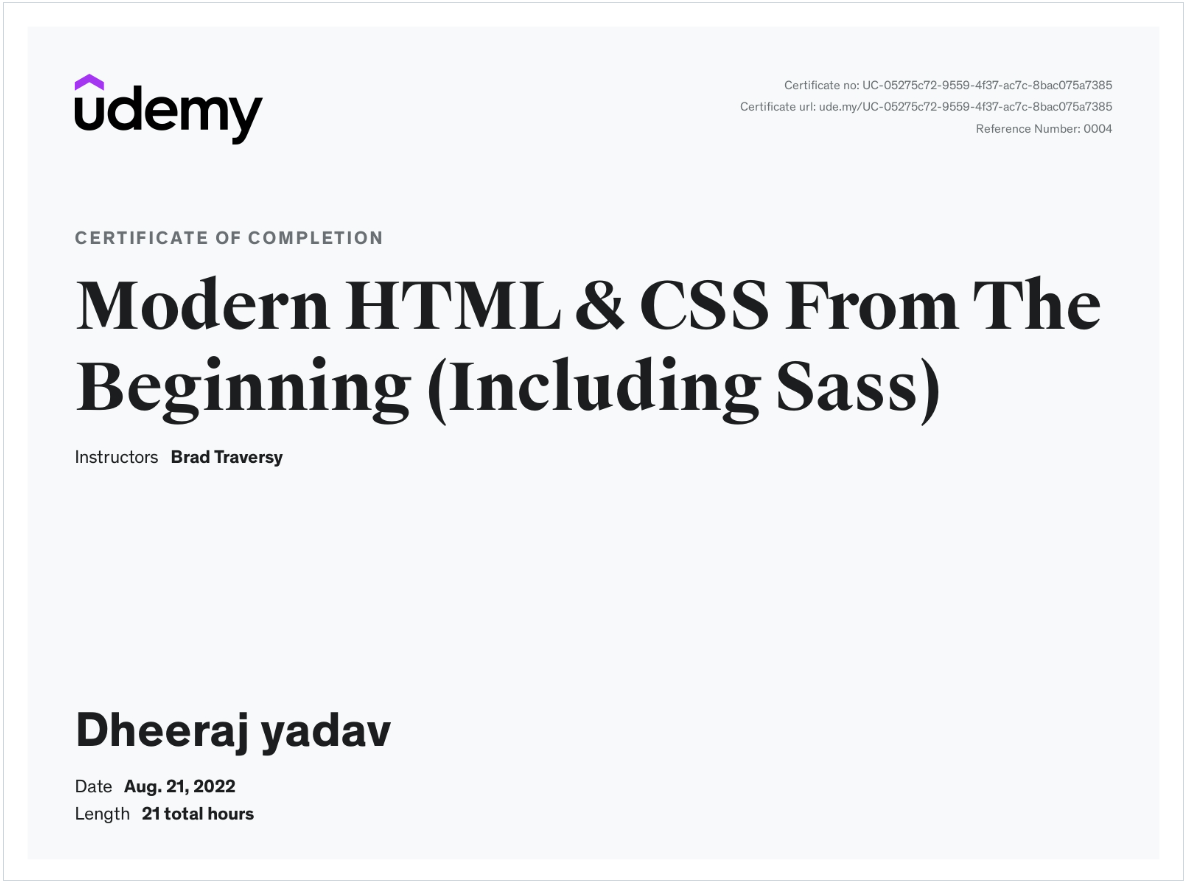 udemy
Certificate no: UC-05275c72-9559-4f37-ac7c-8bac075a7385
Certificate url: ude.my/UC-05275c72-9559-4f37-ac7c-8bac075a7385
Reference Number: 0004
CERTIFICATE OF COMPLETION
Modern HTML & CSS From The
Beginning (Including Sass)
Instructors Brad Traversy
Dheeraj yadav
Date Aug. 21, 2022
Length 21 total hours